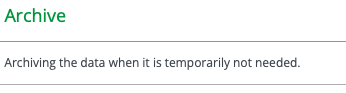 Archive
Archiving the data when it is temporarily not needed.